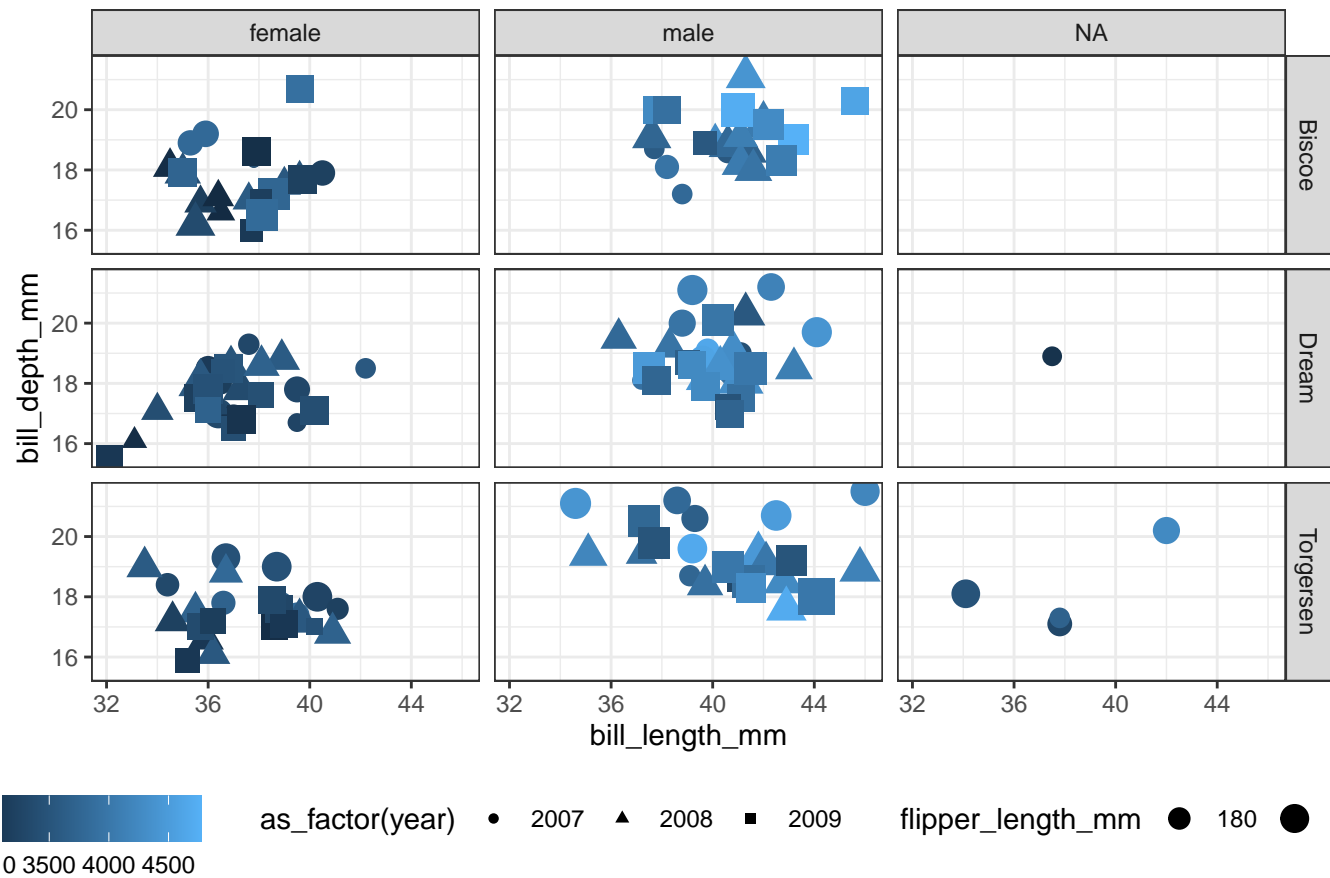 female male NA
20
18
16
Biscoe
20
18
16
Dream
20
18
16
Torgersen
bill_depth_mm
32 36 40 44 32 36 40 44 32 36 40 44
bill_length_mm
as_factor(year) 2007 2008 2009 flipper_length_mm 180
0 3500 4000 4500